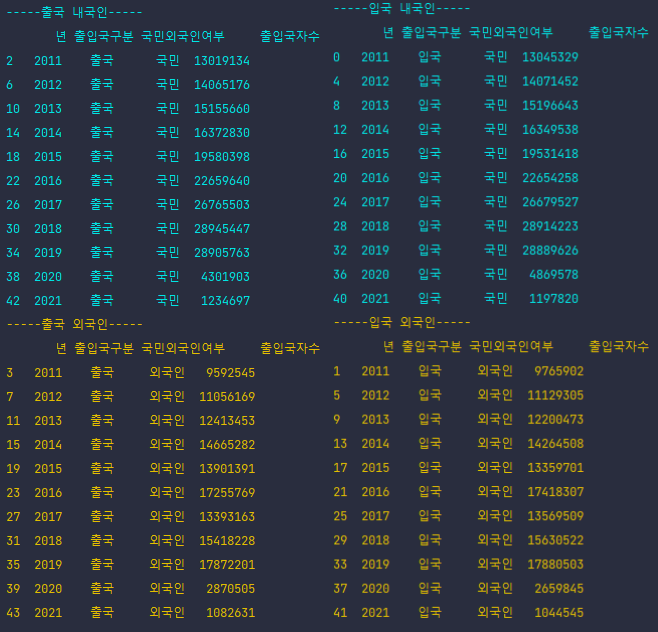 -----출국 내국인-----
년 출입국구분 국민외국인여부 출입국자수
2 2011 출국 국민 13019134
6 2012 출국 국민 14065176
10 2013 출국 국민 15155660
14 2014 출국 국민 16372830
18 2015 출국 국민 19580398
22 2016 출국 국민 22659640
26 2017 출국 국민 26765503
30 2018 출국 국민 28945447
34 2019 출국 국민 28905763
38 2020 출국 국민 4301903
42 2021 출국 국민 1234697
-----출국 외국인-----
년 출입국구분 국민외국인여부 출입국자수
3 2011 출국 외국인 9592545
7 2012 출국 외국인 11056169
11 2013 출국 외국인 12413453
15 2014 출국 외국인 14665282
19 2015 출국 외국인 13901391
23 2016 출국 외국인 17255769
27 2017 출국 외국인 13393163
31 2018 출국 외국인 15418228
35 2019 출국 외국인 17872201
39 2020 출국 외국인 2870505
43 2021 출국 외국인 1082631
-----입국 내국인-----
년 출입국구분 국민외국인여부 출입국자수
0 2011 입국 국민 13045329
4 2012 입국 국민 14071452
8 2013 입국 국민 15196643
12 2014 입국 국민 16349538
16 2015 입국 국민 19531418
20 2016 입국 국민 22654258
24 2017 입국 국민 26679527
28 2018 입국 국민 28914223
32 2019 입국 국민 28889626
36 2020 입국 국민 4869578
40 2021 입국 국민 1197820
-----입국 외국인-----
년 출입국구분 국민외국인여부 출입국자수
1 2011 입국 외국인 9765902
5 2012 입국 외국인 11129305
9 2013 입국 외국인 12200473
13 2014 입국 외국인 14264508
17 2015 입국 외국인 13359701
21 2016 입국 외국인 17418307
25 2017 입국 외국인 13569509
29 2018 입국 외국인 15630522
33 2019 입국 외국인 17880503
37 2020 입국 외국인 2659845
41 2021 입국 외국인 1044545